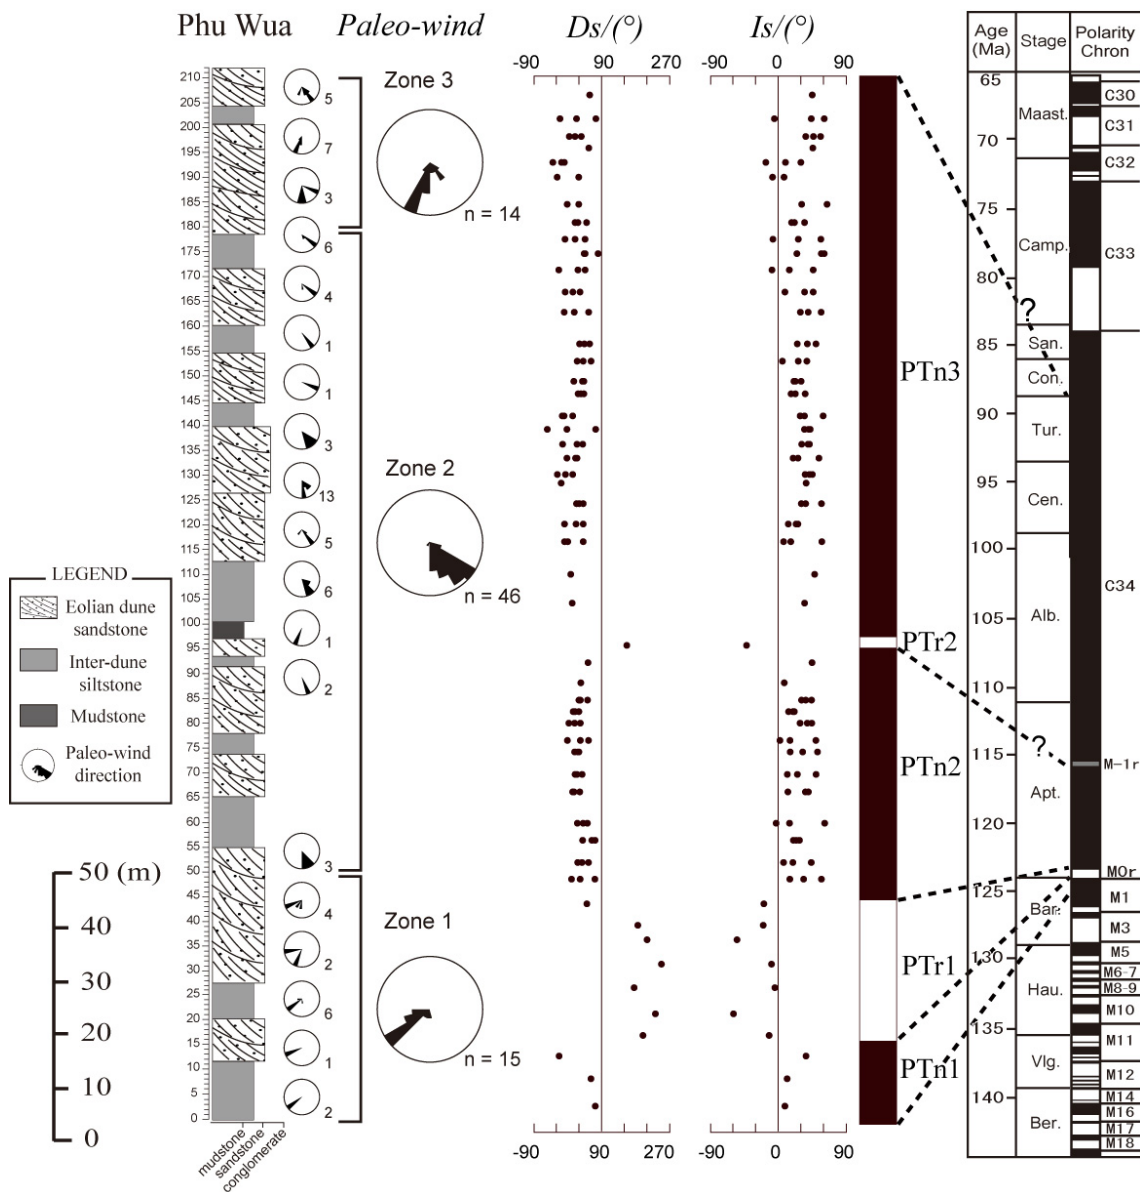 Phu Wua
Paleo-wind
Ds/(°)
Is/(°)
Age (Ma)
Stage
Polarity Chron
-90 90 270
-90 0 90
210
205
200
195
190
185
180
175
170
165
160
155
150
145
140
135
130
125
120
115
110
105
100
95
90
85
80
75
70
65
60
55
50
45
40
35
30
25
20
15
10
5
0
mudstone
sandstone
conglomerate
5
7
3
6
4
1
1
3
13
5
6
1
2
3
4
2
6
1
2
Zone 3
n = 14
Zone 2
n = 46
Zone 1
n = 15
LEGEND
Eolian dune
sandstone
Inter-dune
siltstone
Mudstone
Paleo-wind
direction
50 (m)
40
30
20
10
0
-90 90 270
-90 0 90
PTn3
PTr2
PTn2
PTr1
PTn1
?
?
65
70
75
80
85
90
95
100
105
110
115
120
125
130
135
140
Maast.
Camp.
San.
Con.
Tur.
Cen.
Alb.
Apt.
Bar.
Hau.
Vlg.
Ber.
C30
C31
C32
C33
C34
M-1r
M0r
M1
M3
M5
M6-7
M8-9
M10
M11
M12
M14
M16
M17
M18